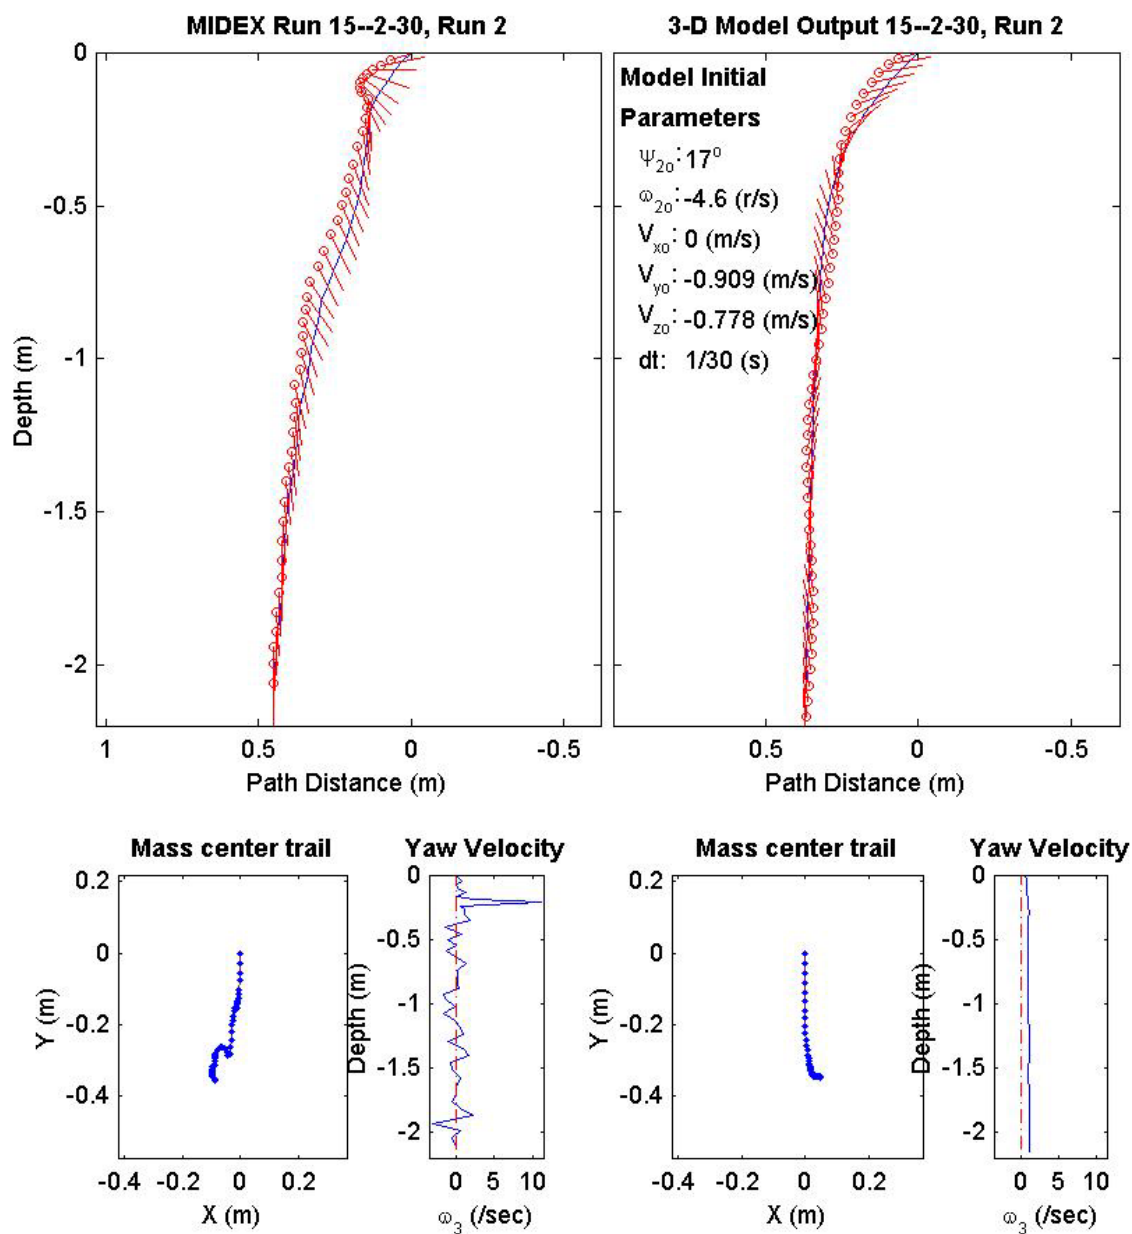 MIDEX Run 15--2-30, Run 2
3-D Model Output 15--2-30, Run 2
0
-0.5
-1
-1.5
-2
Depth (m)
1
0.5
0
-0.5
Path Distance (m)
Model Initial
Parameters
Ψ2o: 17o
ω2o: -4.6 (r/s)
Vxo: 0 (m/s)
Vyo: -0.909 (m/s)
Vzo: -0.778 (m/s)
dt: 1/30 (s)
0.5
0
-0.5
Path Distance (m)
Mass center trail
0.2
0
-0.2
-0.4
Y (m)
-0.4
-0.2
0
0.2
X (m)
Yaw Velocity
0
-0.5
-1
-1.5
-2
Depth (m)
0
5
10
ω3 (/sec)
Mass center trail
0.2
0
-0.2
-0.4
Y (m)
-0.4
-0.2
0
0.2
X (m)
Yaw Velocity
0
-0.5
-1
-1.5
-2
Depth (m)
0
5
10
ω3 (/sec)